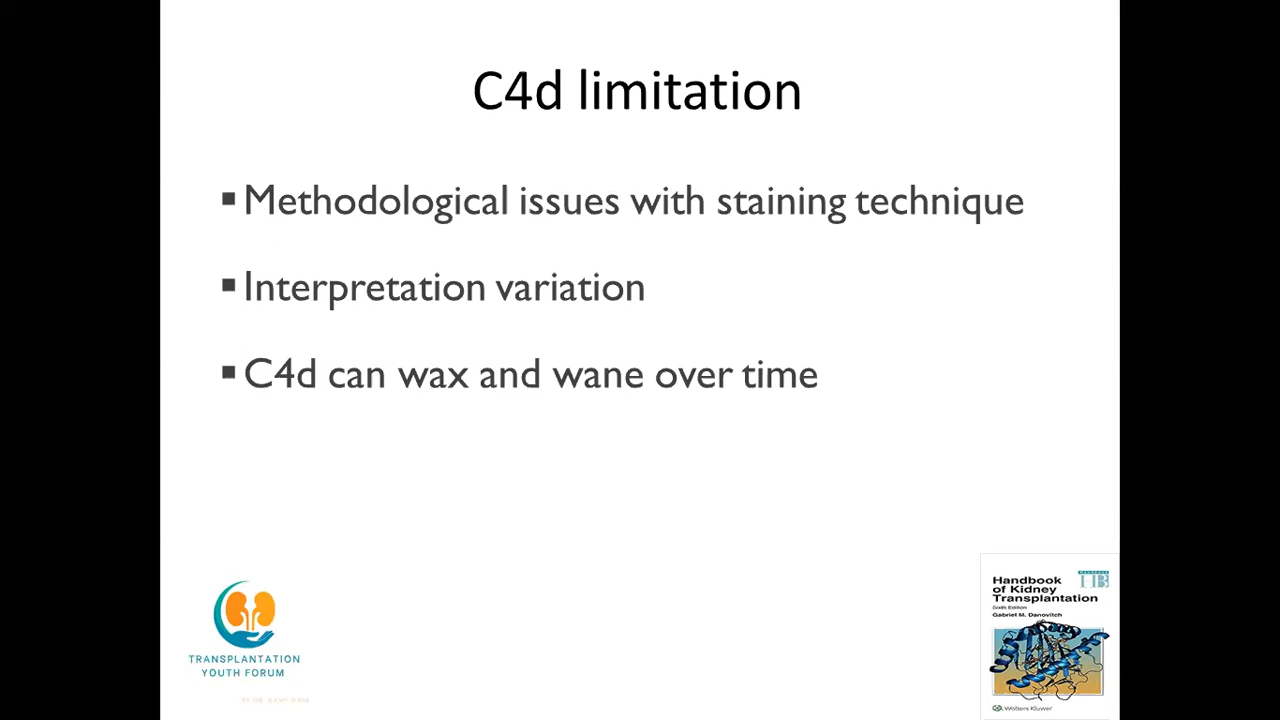 C4d limitation
▪ Methodological issues with staining technique
▪ Interpretation variation
▪ C4d can wax and wane over time
TRANSPLANTATION
YOUTH FORUM
Handbook
of Kidney
Transplantation
Sixth Edition
Gabriel M. Danovitch
Wolters Kluwer